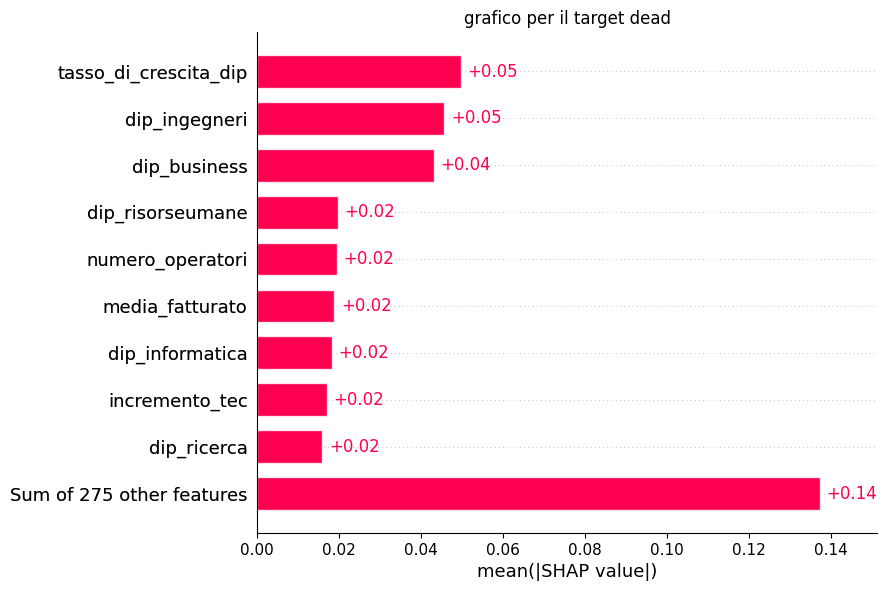 grafico per il target dead
tasso_di_crescita_dip +0.05
dip_ingegneri +0.05
dip_business +0.04
dip_risorseumane +0.02
numero_operatori +0.02
media_fatturato +0.02
dip_informatica +0.02
incremento_tec +0.02
dip_ricerca +0.02
Sum of 275 other features +0.14
0.00 0.02 0.04 0.06 0.08 0.10 0.12 0.14
mean(|SHAP value|)